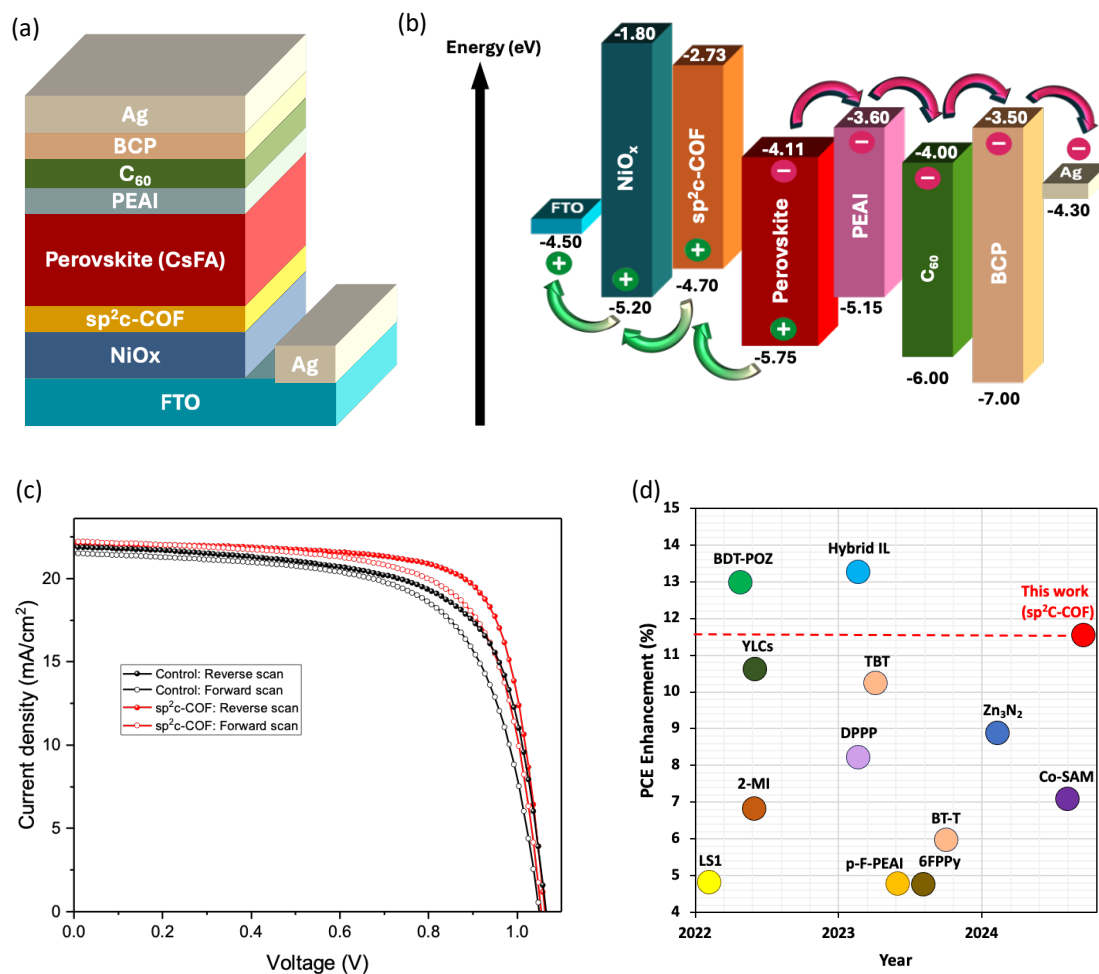 (a)
Ag
BCP
C₆₀
PEAI
Perovskite (CsFA)
sp²c-COF
NiOx
Ag
FTO
(b)
Energy (eV)
-1.80
-2.73
-3.60
-3.50
-4.11
-4.00
FTO
NiOₓ
sp²c-COF
Perovskite
PEAI
C₆₀
BCP
Ag
-4.50
-4.30
-4.70
-5.20
-5.15
-5.75
-6.00
-7.00
(c)
Current density (mA/cm²)
20
15
10
5
0
Control: Reverse scan
Control: Forward scan
sp²c-COF: Reverse scan
sp²c-COF: Forward scan
0.0
0.2
0.4
0.6
0.8
1.0
Voltage (V)
(d)
PCE Enhancement (%)
15
14
13
12
11
10
9
8
7
6
5
4
BDT-POZ
Hybrid IL
This work
(sp²C-COF)
YLCs
TBT
Zn₃N₂
DPPP
2-MI
Co-SAM
BT-T
LS1
p-F-PEAI
6FPPy
2022
2023
2024
Year